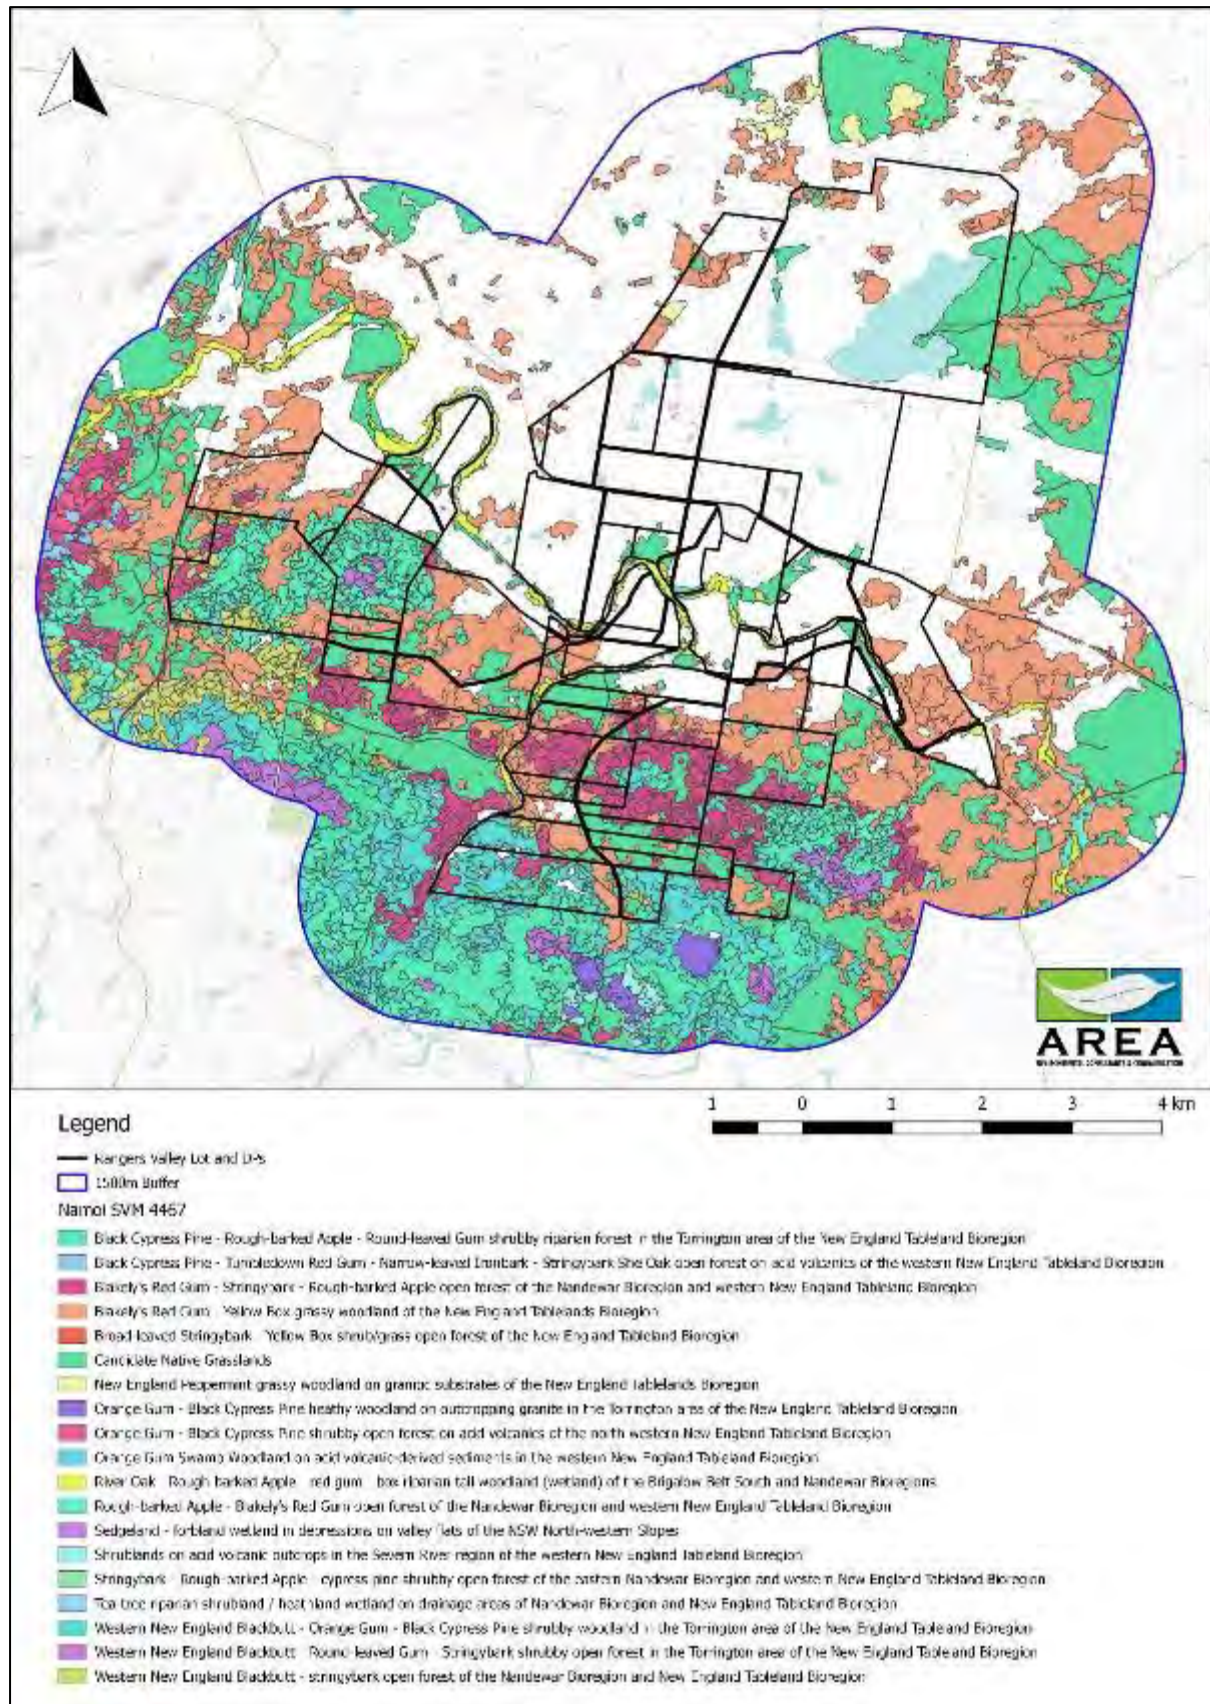 AREA
1 0 1 2 3 4 km
Legend
Rangers Valley Lot and DPs
1500m Buffer
Namoi SVM 4467
Black Cypress Pine - Rough-barked Apple - Round-leaved Gum shrubby riparian forest in the Torrington area of the New England Tableland Bioregion
Black Cypress Pine - Tumbledown Red Gum - Narrow-leaved Ironbark - Stringybark She Oak open forest on acid volcanics of the western New England Tableland Bioregion
Blakely's Red Gum - Stringybark - Rough-barked Apple open forest of the Nandewar Bioregion and western New England Tableland Bioregion
Blakely's Red Gum - Yellow Box grassy woodland of the New England Tablelands Bioregion
Broad-leaved Stringybark - Yellow Box shrub/grass open forest of the New England Tableland Bioregion
Candidate Native Grasslands
New England Peppermint grassy woodland on granitic substrates of the New England Tablelands Bioregion
Orange Gum - Black Cypress Pine heathy woodland on outcropping granite in the Torrington area of the New England Tableland Bioregion
Orange Gum - Black Cypress Pine shrubby open forest on acid volcanics of the north western New England Tableland Bioregion
Orange Gum Swamp Woodland on acid volcanic-derived sediments in the western New England Tableland Bioregion
River Oak - Rough-barked Apple - red gum - box riparian tall woodland (wetland) of the Brigalow Belt South and Nandewar Bioregions
Rough-barked Apple - Blakely's Red Gum open forest of the Nandewar Bioregion and western New England Tableland Bioregion
Sedgeland - forbland wetland in depressions on valley flats of the NSW North-western Slopes
Shrublands on acid volcanic outcrops in the Severn River region of the western New England Tableland Bioregion
Stringybark - Rough-barked Apple - cypress pine shrubby open forest of the eastern Nandewar Bioregion and western New England Tableland Bioregion
Tea-tree riparian shrubland / heathland wetland on drainage areas of Nandewar Bioregion and New England Tableland Bioregion
Western New England Blackbutt - Orange Gum - Black Cypress Pine shrubby woodland in the Torrington area of the New England Tableland Bioregion
Western New England Blackbutt - Round-leaved Gum - Stringybark shrubby open forest in the Torrington area of the New England Tableland Bioregion
Western New England Blackbutt - stringybark open forest of the Nandewar Bioregion and New England Tableland Bioregion